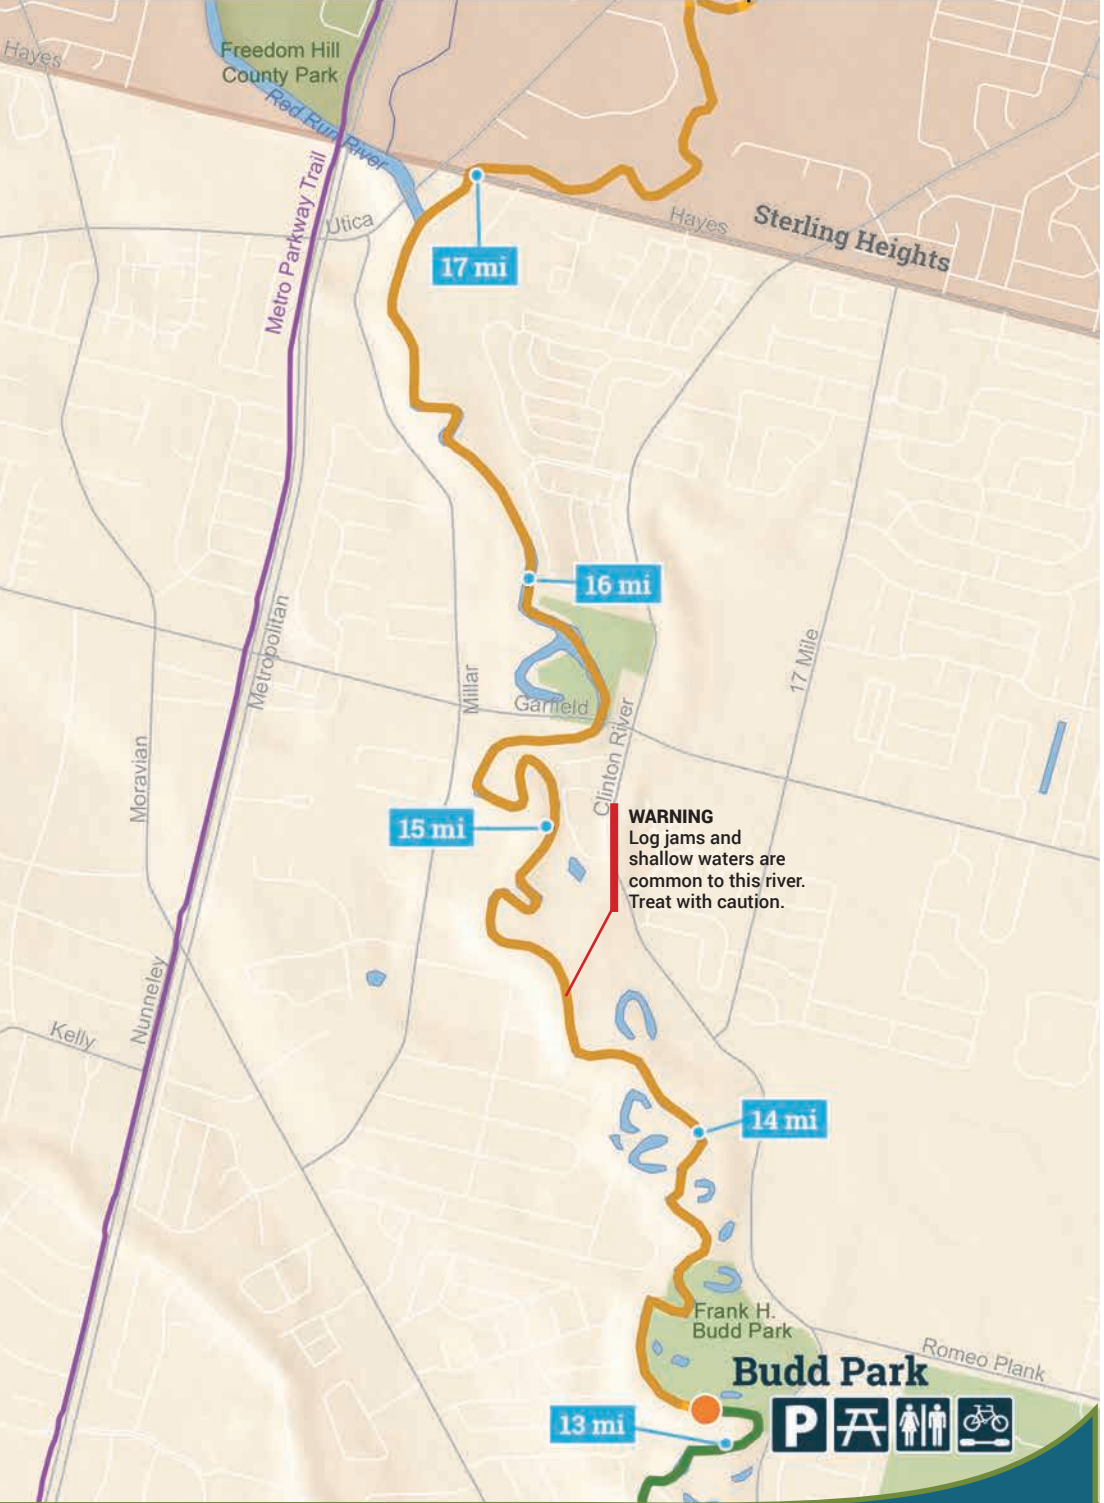 Hayes
Freedom Hill
County Park
Red Run River
Metro Parkway Trail
Utica
17 mi
Hayes
Sterling Heights
16 mi
Metropolitan
Millar
17 Mile
Garfield
Clinton River
Moravian
15 mi
WARNING
Log jams and
shallow waters are
common to this river.
Treat with caution.
Nunneley
Kelly
14 mi
Frank H.
Budd Park
Romeo Plank
Budd Park
13 mi
P